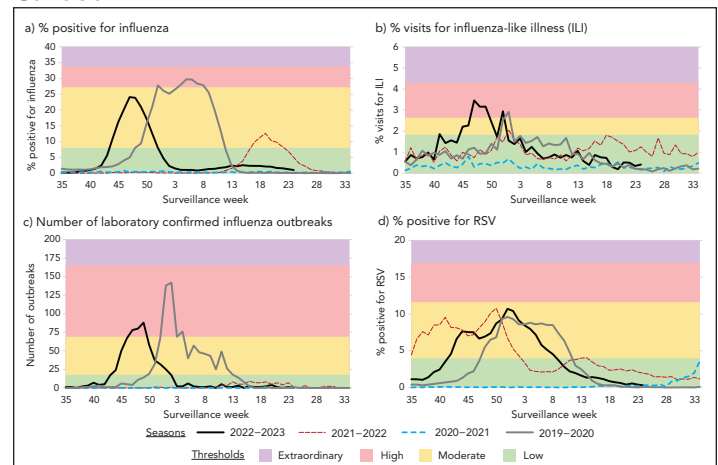 a) % positive for influenza
40
35
30
25
20
15
10
5
0
% positive for influenza
35 40 45 50 3 8 13 18 23 28 33
Surveillance week
b) % visits for influenza-like illness (ILI)
6
5
4
3
2
1
0
% visits for ILI
35 40 45 50 3 8 13 18 23 28 33
Surveillance week
c) Number of laboratory confirmed influenza outbreaks
200
175
150
125
100
75
50
25
0
Number of outbreaks
35 40 45 50 3 8 13 18 23 28 33
Surveillance week
d) % positive for RSV
20
15
10
5
0
% positive for RSV
35 40 45 50 3 8 13 18 23 28 33
Surveillance week
Seasons 2022–2023 2021–2022 2020–2021 2019–2020
Thresholds Extraordinary High Moderate Low